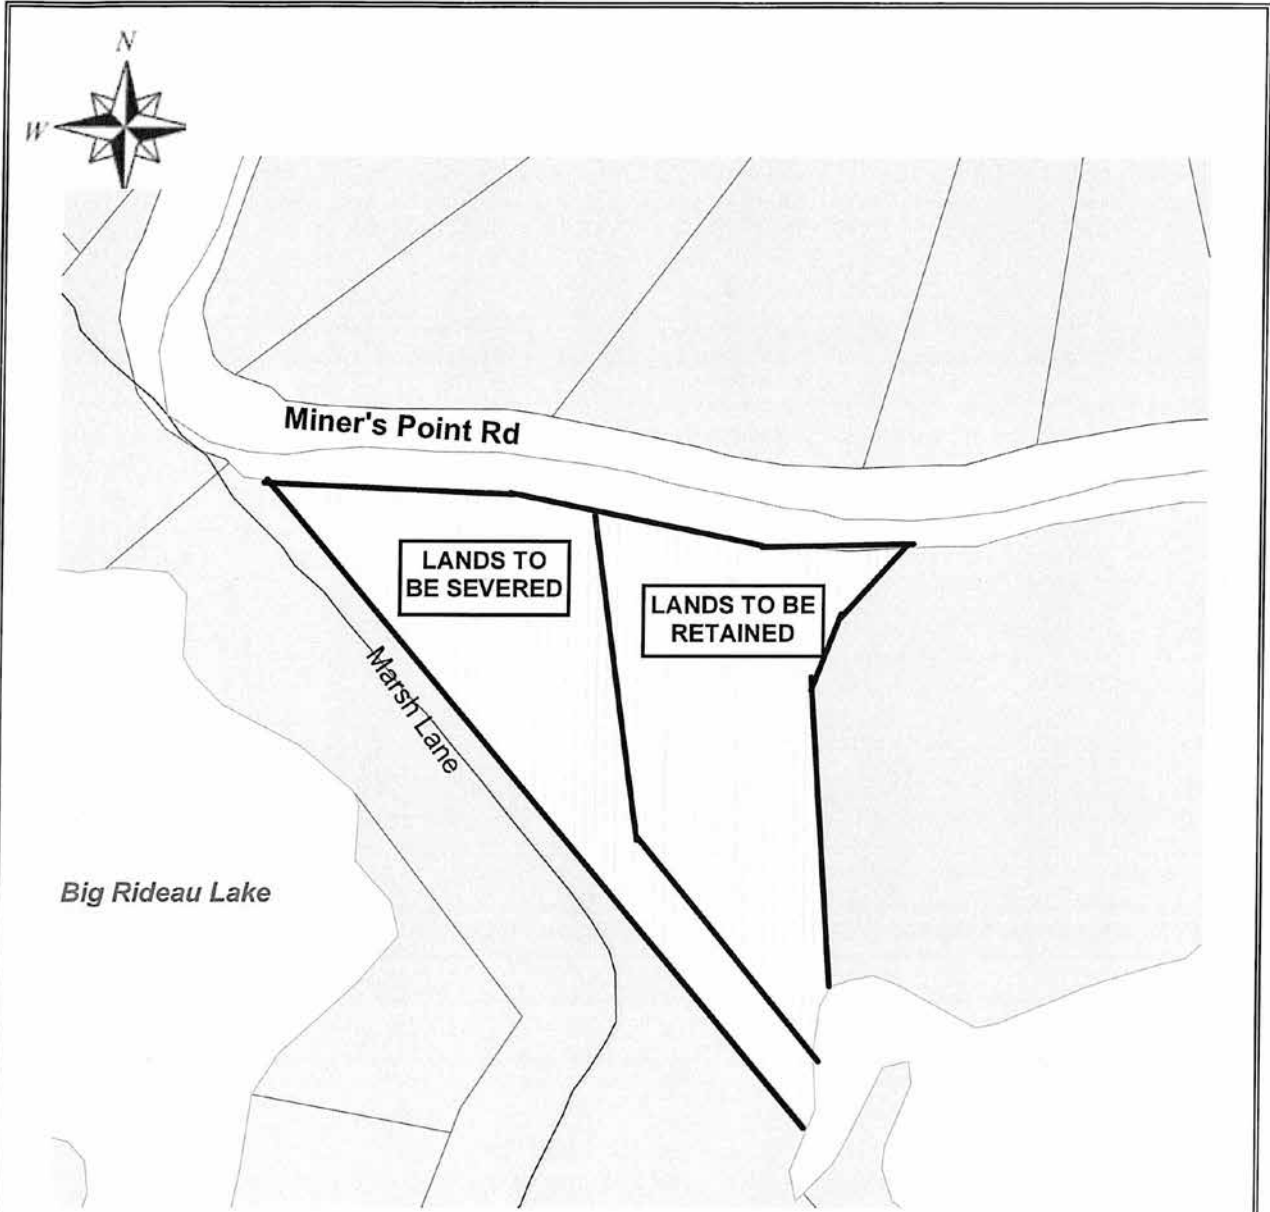 N
W
Miner's Point Rd
LANDS TO
BE SEVERED
LANDS TO BE
RETAINED
Marsh Lane
Big Rideau Lake